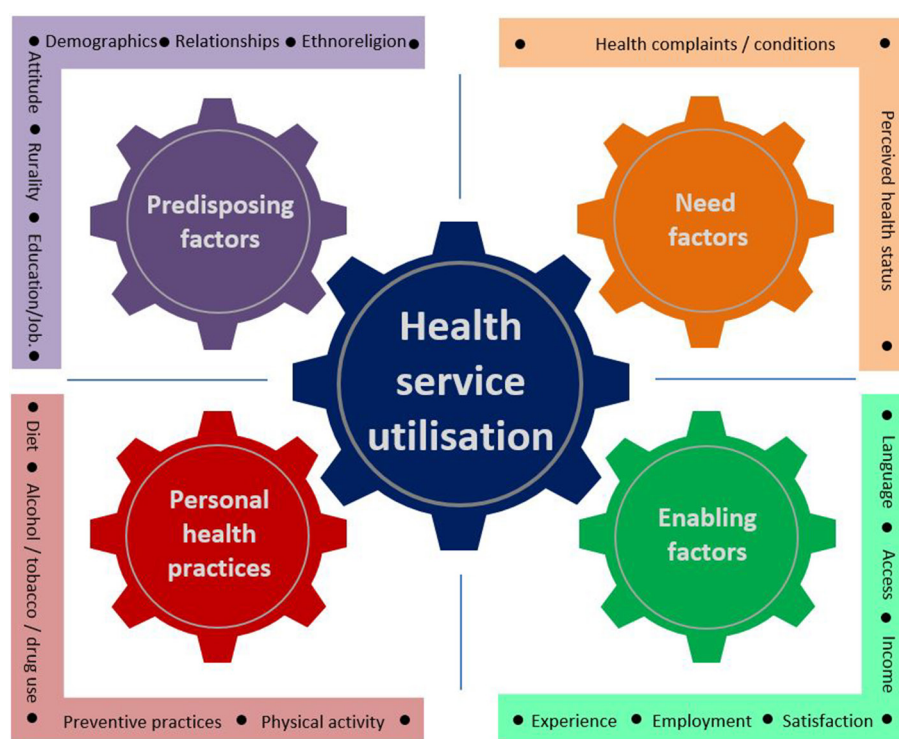 ● Demographics ● Relationships ● Ethnoreligion ●
Attitude ● Rurality ● Education/Job. ●
Predisposing
factors
● Health complaints / conditions ●
Perceived health status ●
Need
factors
Health
service
utilisation
● Diet ● Alcohol / tobacco / drug use ●
Personal
health
practices
Preventive practices ● Physical activity ●
Enabling
factors
● Language ● Access ● Income
● Experience ● Employment ● Satisfaction ●